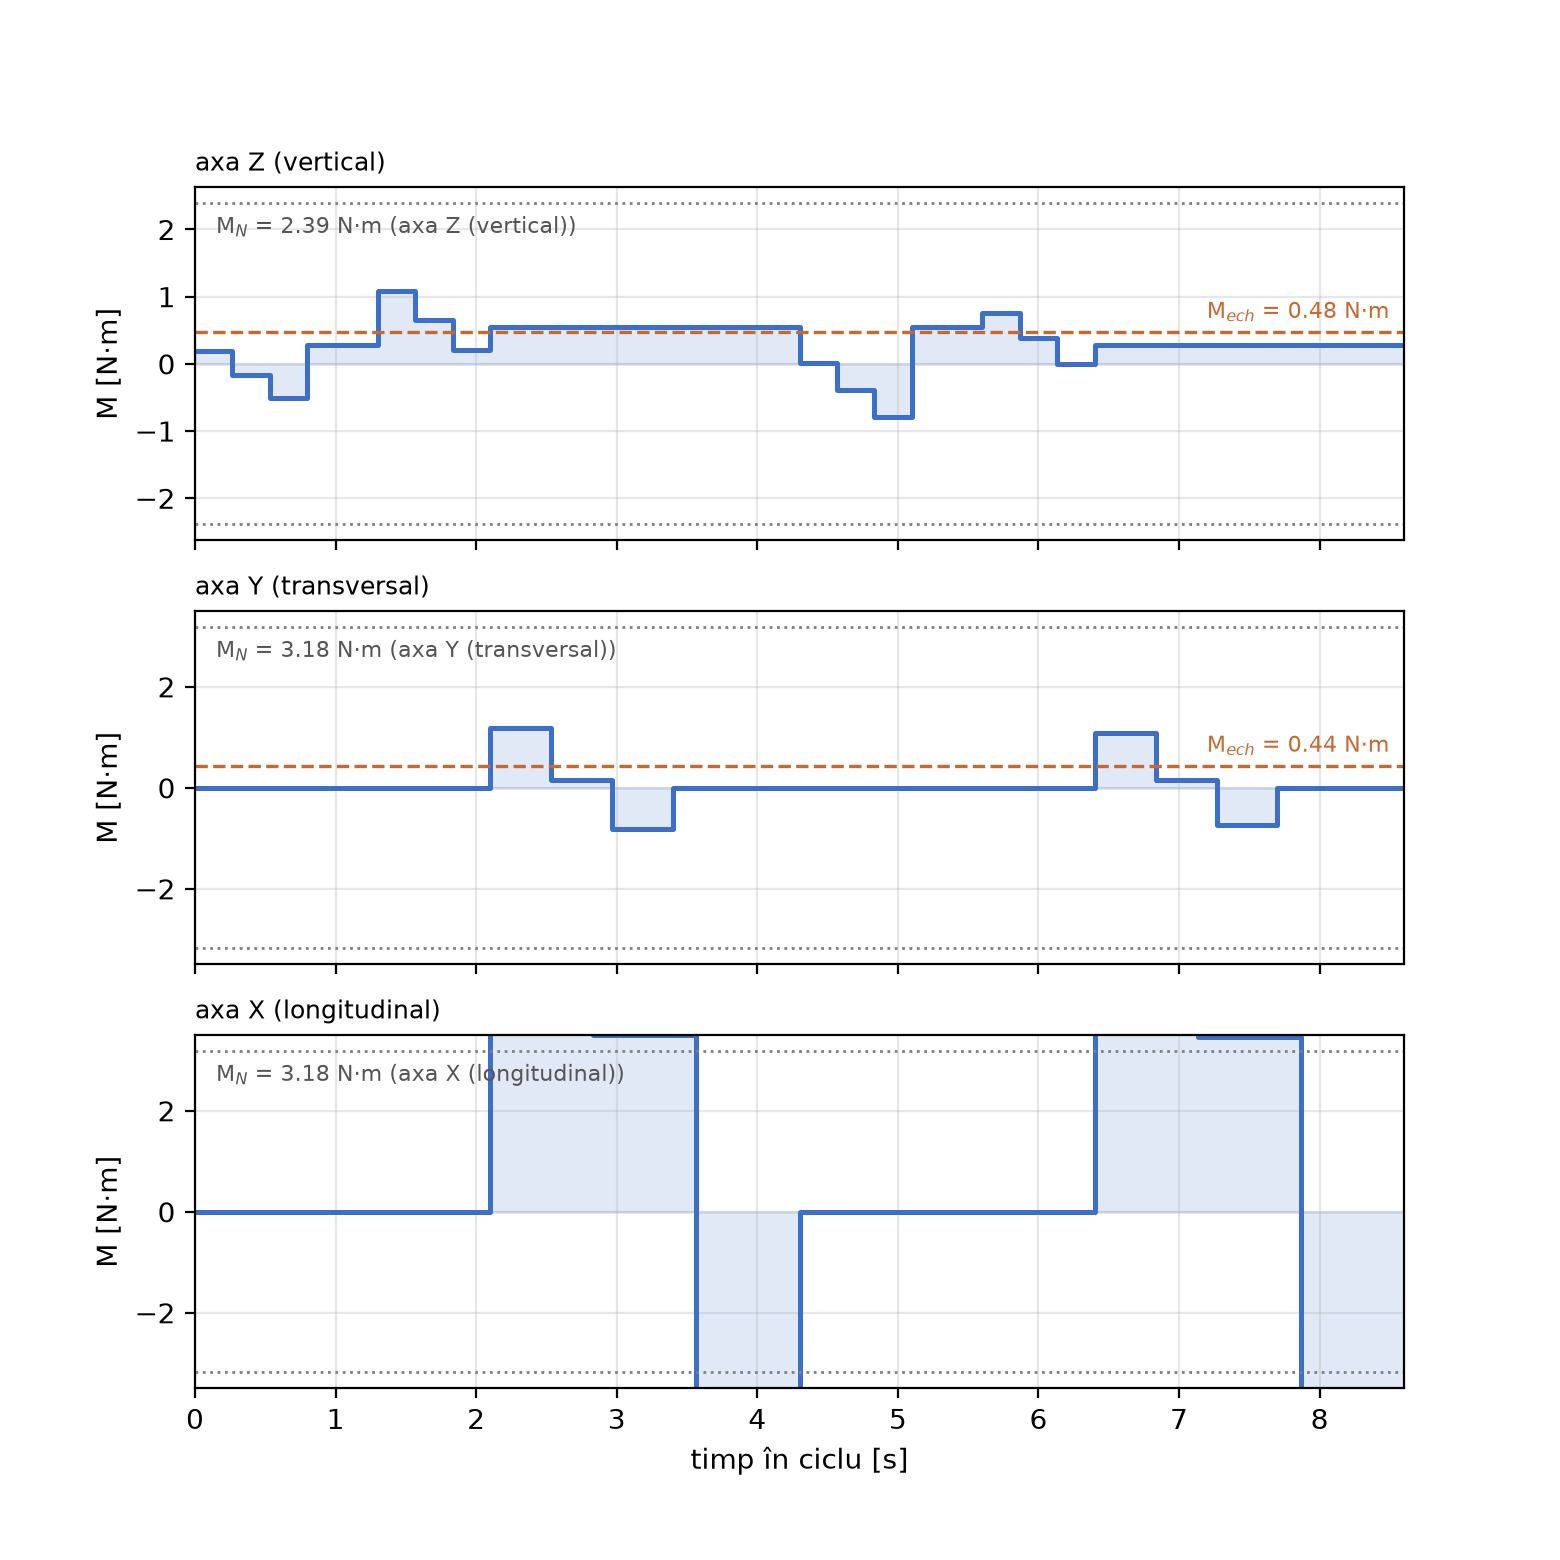 axa Z (vertical)
M_N = 2.39 N·m (axa Z (vertical))
M_ech = 0.48 N·m
M [N·m]
2
1
0
−1
−2
axa Y (transversal)
M_N = 3.18 N·m (axa Y (transversal))
M_ech = 0.44 N·m
M [N·m]
2
0
−2
axa X (longitudinal)
M_N = 3.18 N·m (axa X (longitudinal))
M [N·m]
2
0
−2
0 1 2 3 4 5 6 7 8
timp în ciclu [s]